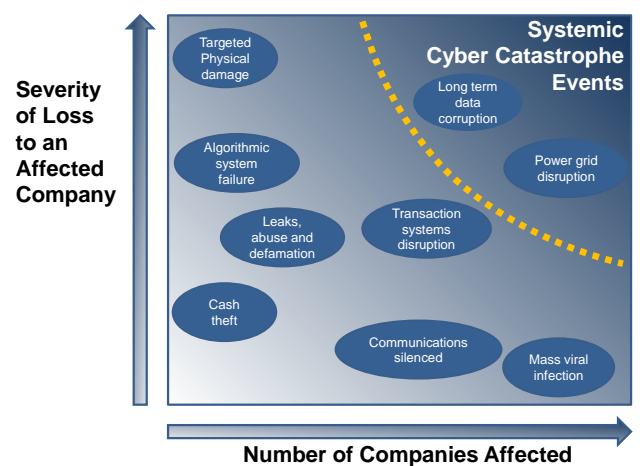 Systemic
Cyber Catastrophe
Events
Targeted
Physical
damage
Long term
data
corruption
Severity
of Loss
to an
Affected
Company
Algorithmic
system
failure
Power grid
disruption
Leaks,
abuse and
defamation
Transaction
systems
disruption
Cash
theft
Communications
silenced
Mass viral
infection
Number of Companies Affected